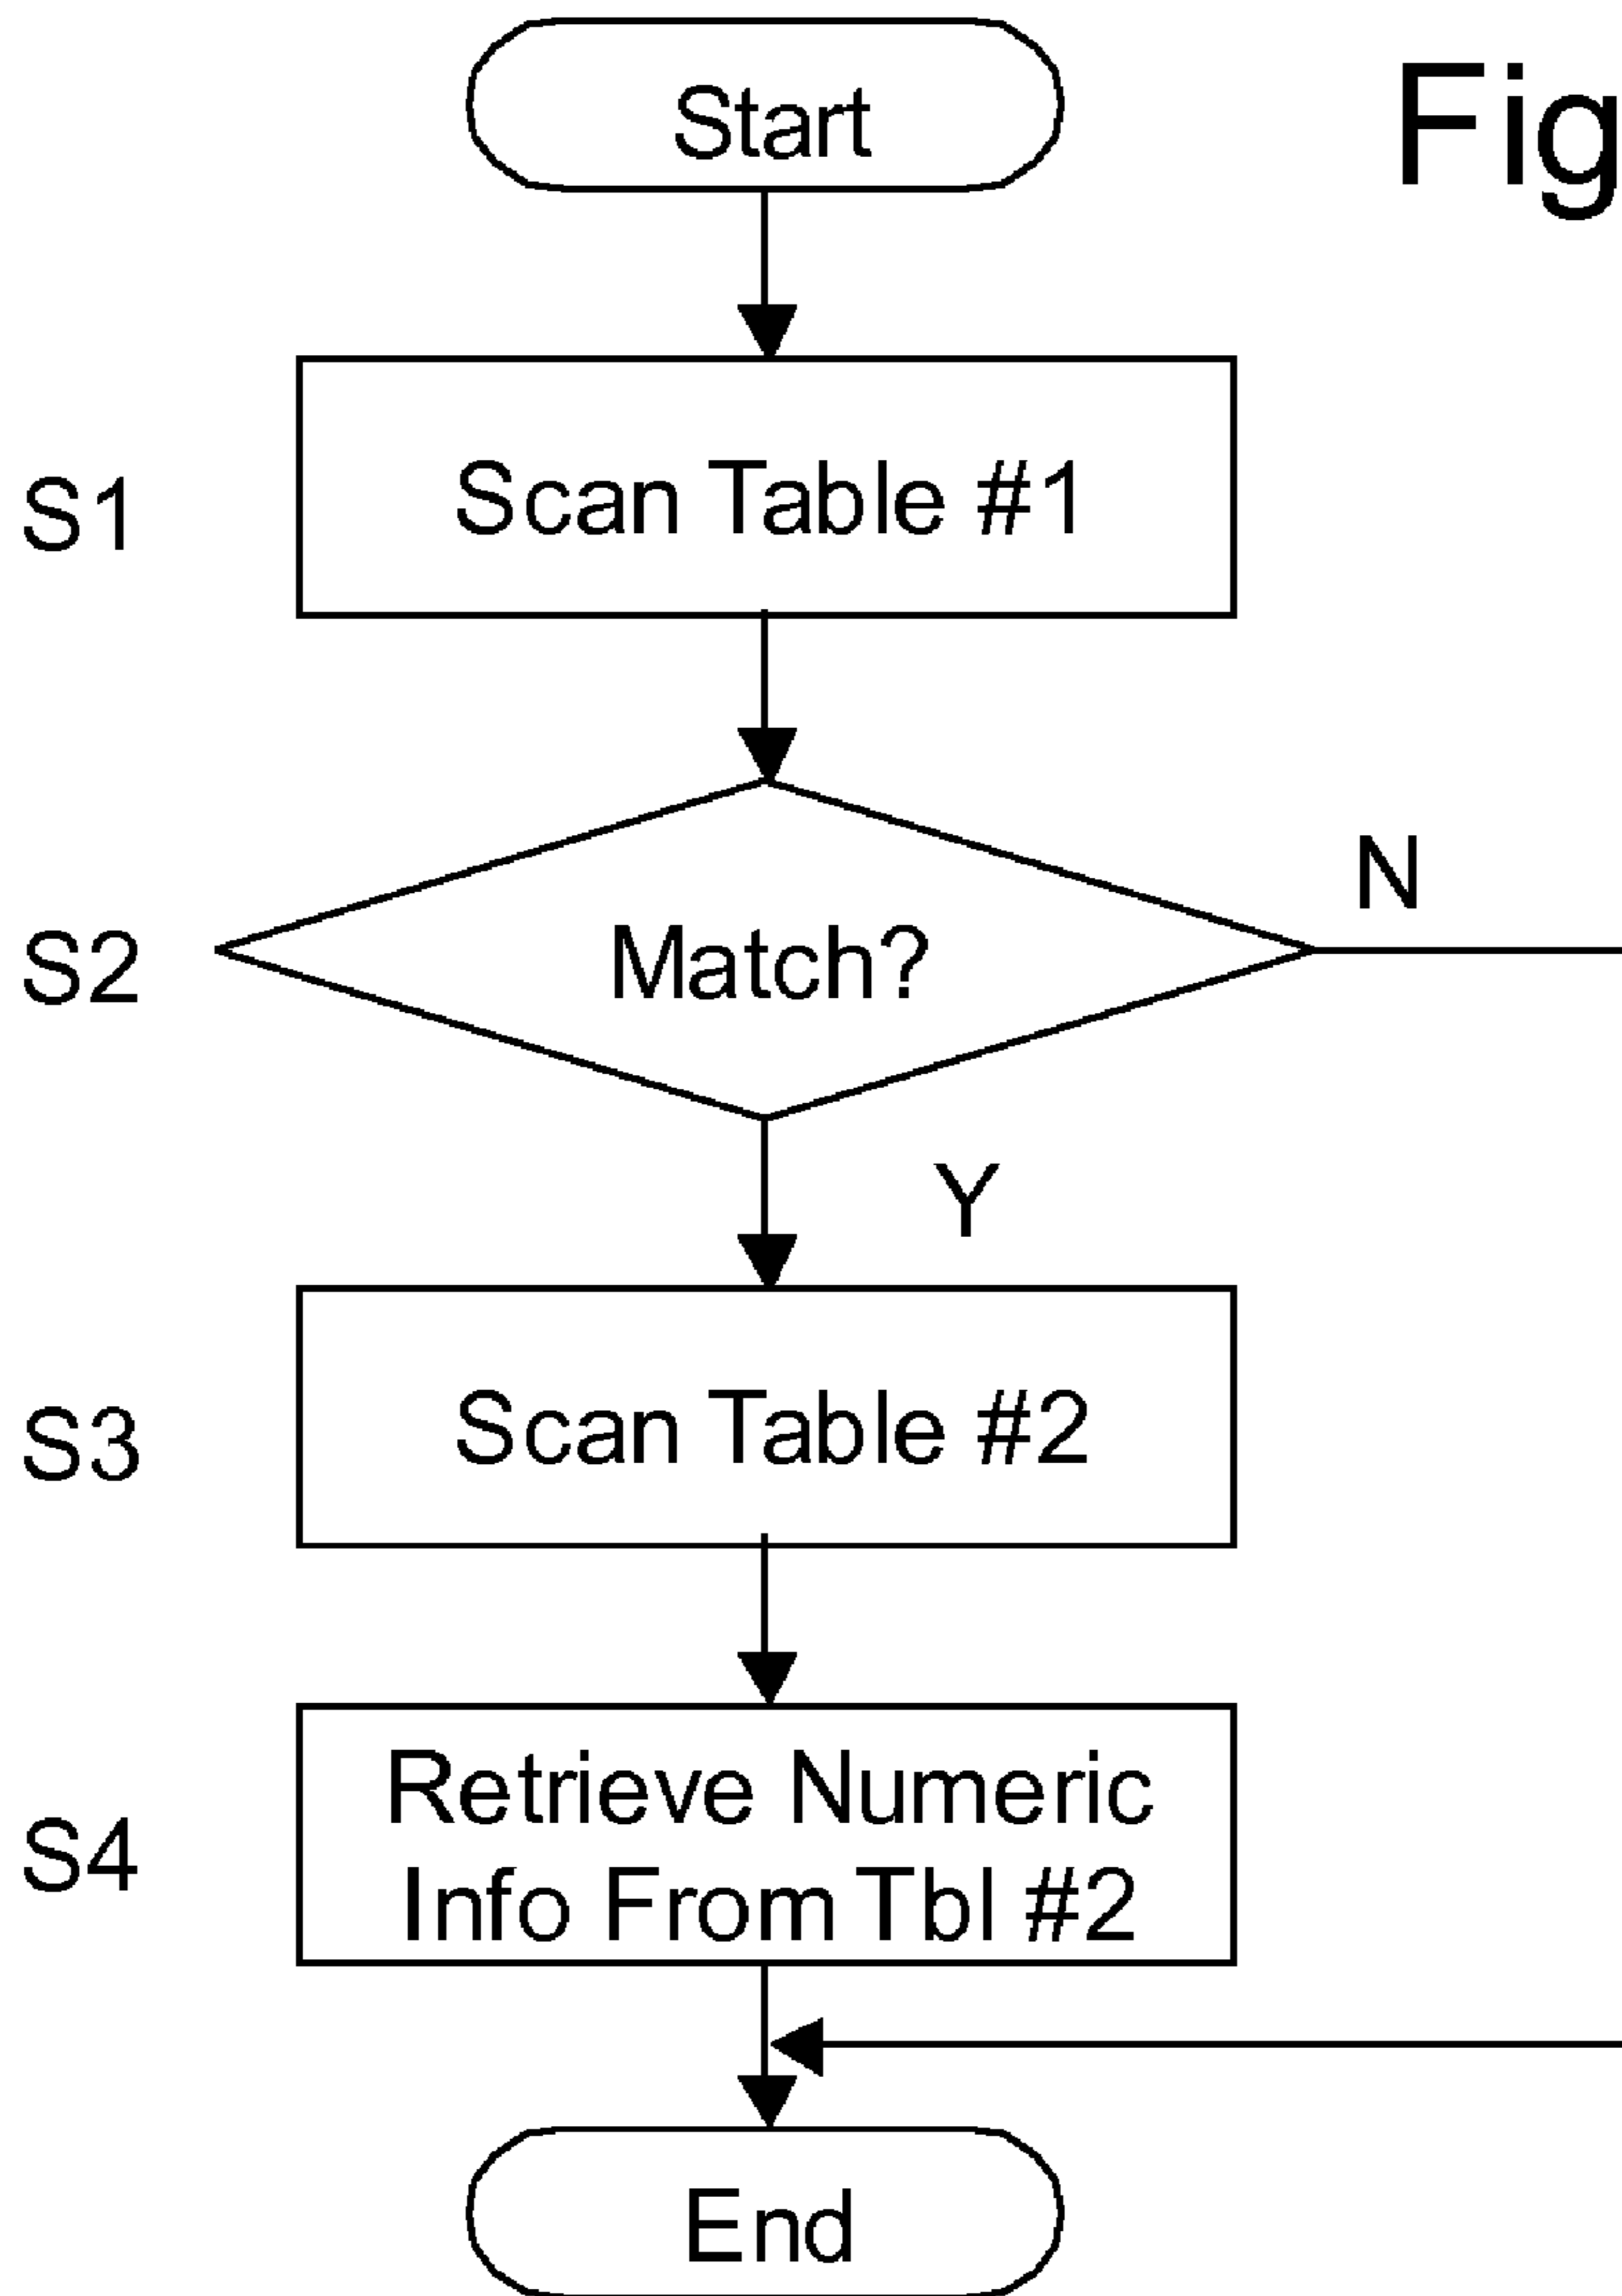 Start
Fig
S1
Scan Table #1
N
S2
Match?
Y
S3
Scan Table #2
S4
Retrieve Numeric
Info From Tbl #2
End